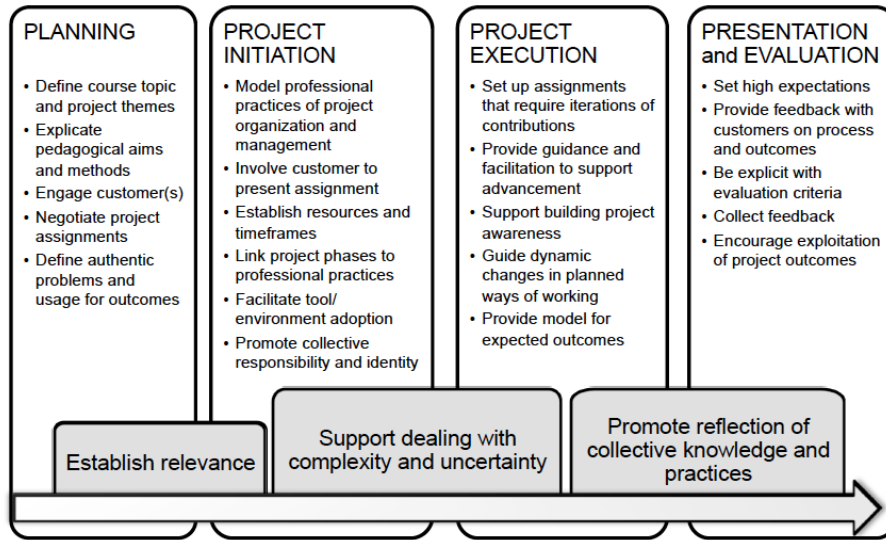 PLANNING
• Define course topic
and project themes
• Explicate
pedagogical aims
and methods
• Engage customer(s)
• Negotiate project
assignments
• Define authentic
problems and
usage for outcomes
PROJECT
INITIATION
• Model professional
practices of project
organization and
management
• Involve customer to
present assignment
• Establish resources and
timeframes
• Link project phases to
professional practices
• Facilitate tool/
environment adoption
• Promote collective
responsibility and identity
PROJECT
EXECUTION
• Set up assignments
that require iterations of
contributions
• Provide guidance and
facilitation to support
advancement
• Support building project
awareness
• Guide dynamic
changes in planned
ways of working
• Provide model for
expected outcomes
PRESENTATION
and EVALUATION
• Set high expectations
• Provide feedback with
customers on process
and outcomes
• Be explicit with
evaluation criteria
• Collect feedback
• Encourage exploitation
of project outcomes
Establish relevance
Support dealing with
complexity and uncertainty
Promote reflection of
collective knowledge and
practices